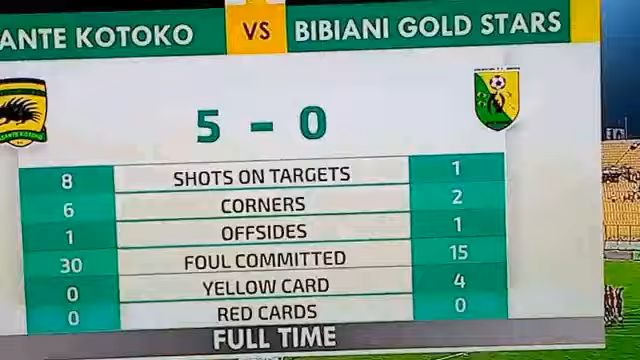 ANTE KOTOKO VS BIBIANI GOLD STARS
5 - 0
8 SHOTS ON TARGETS 1
6 CORNERS 2
1 OFFSIDES 1
30 FOUL COMMITTED 15
0 YELLOW CARD 4
0 RED CARDS 0
FULL TIME